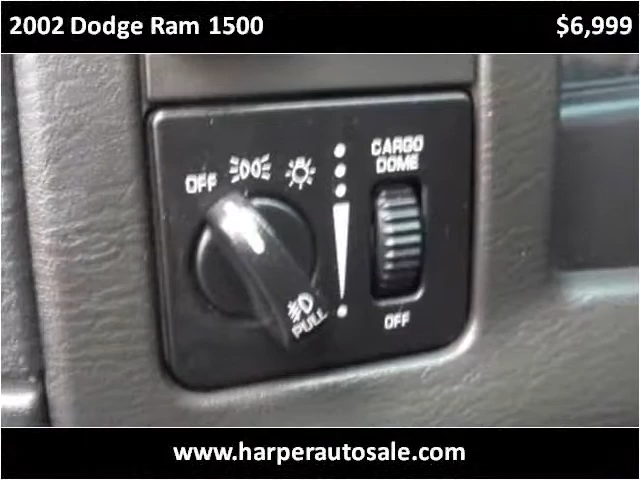 2002 Dodge Ram 1500 $6,999
CARGO
DOME
OFF
PULL
OFF
www.harperautosale.com